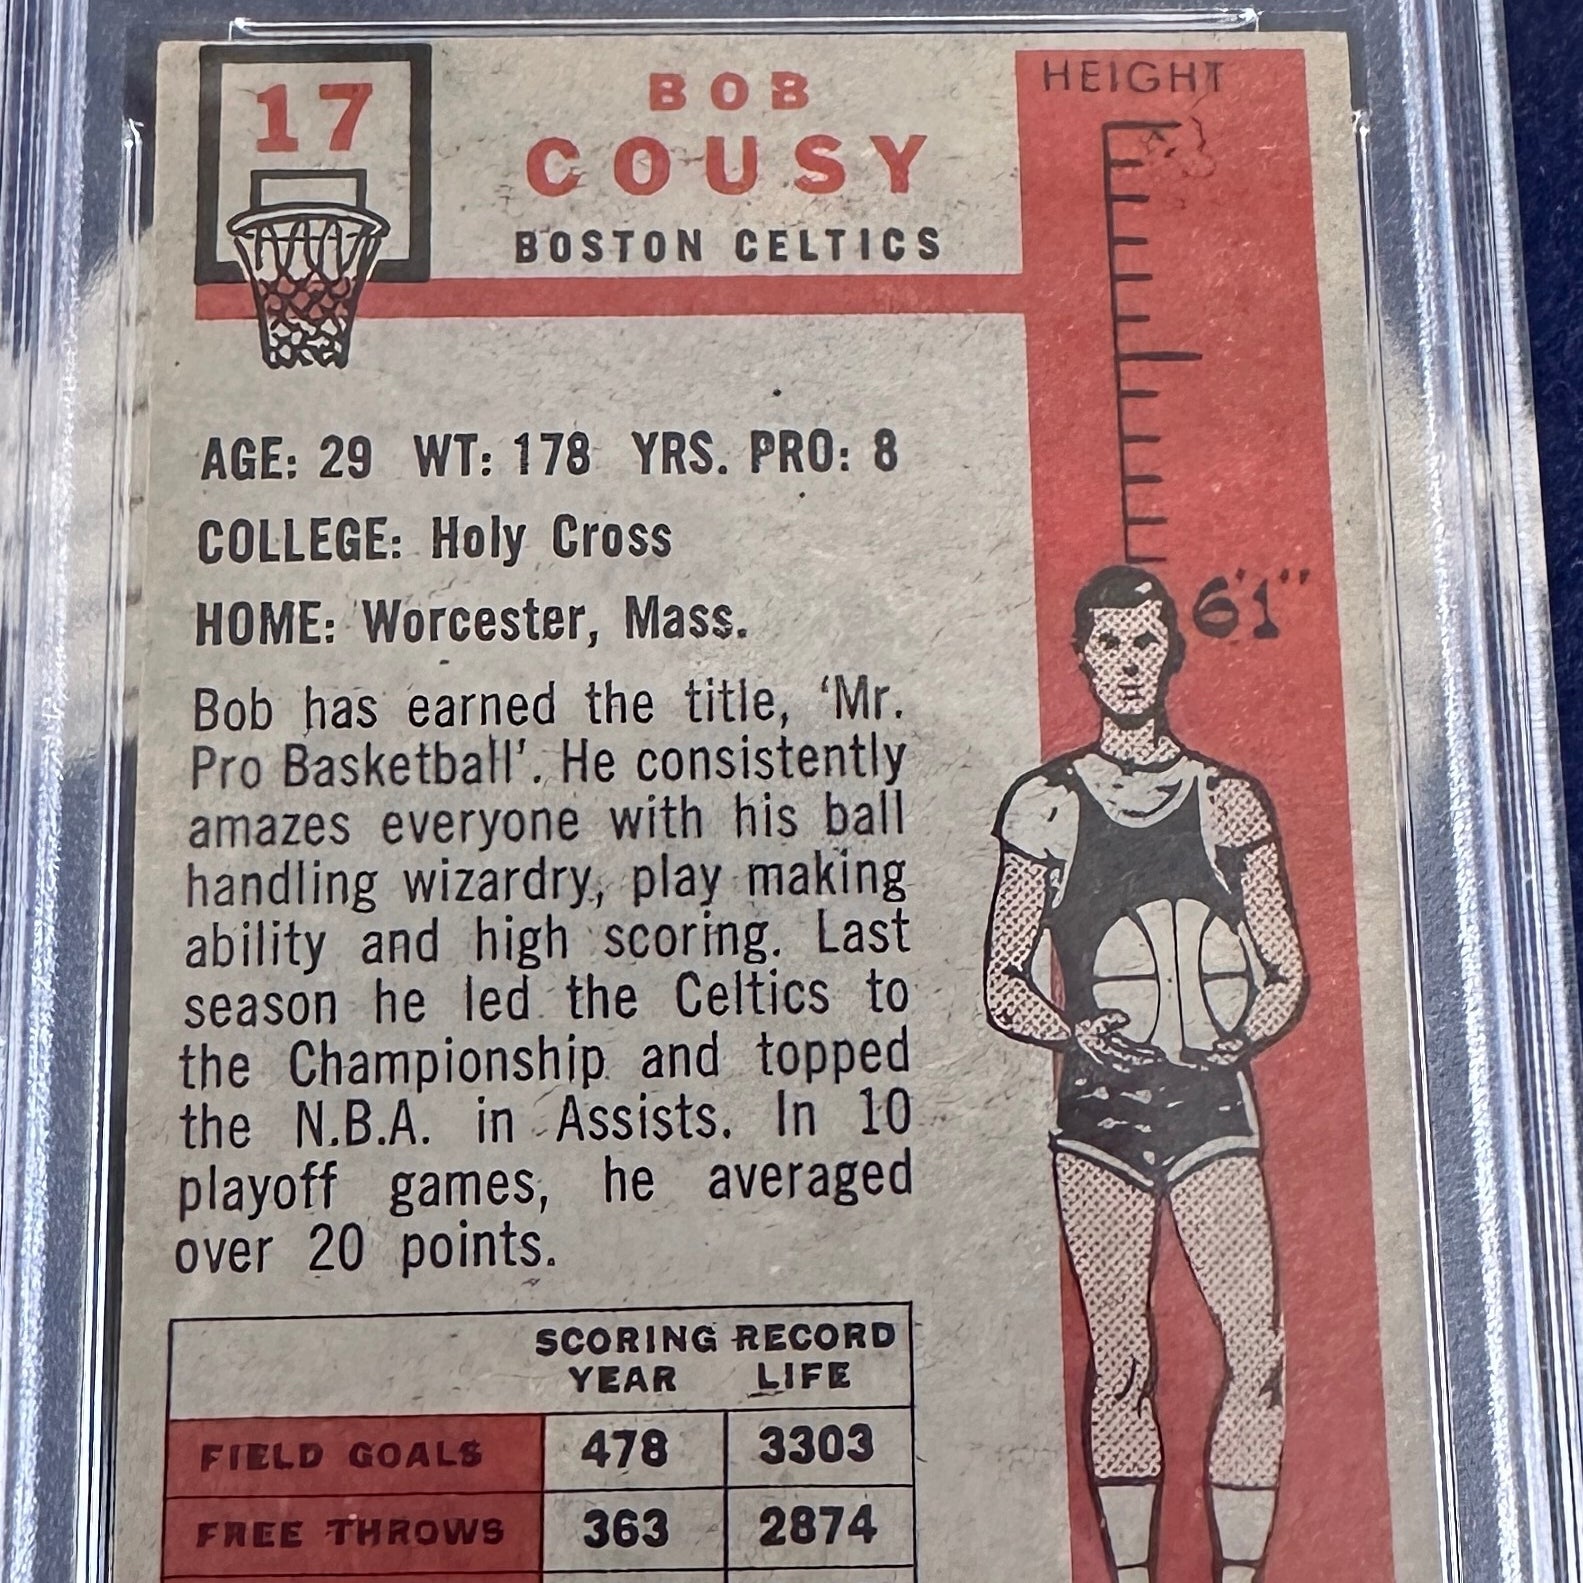 17
BOB
COUSY
BOSTON CELTICS
HEIGHT
6'1"
AGE: 29 WT: 178 YRS. PRO: 8
COLLEGE: Holy Cross
HOME: Worcester, Mass.
Bob has earned the title, ‘Mr.
Pro Basketball’. He consistently
amazes everyone with his ball
handling wizardry, play making
ability and high scoring. Last
season he led the Celtics to
the Championship and topped
the N.B.A. in Assists. In 10
playoff games, he averaged
over 20 points.
SCORING RECORD
YEAR LIFE
FIELD GOALS 478 3303
FREE THROWS 363 2874